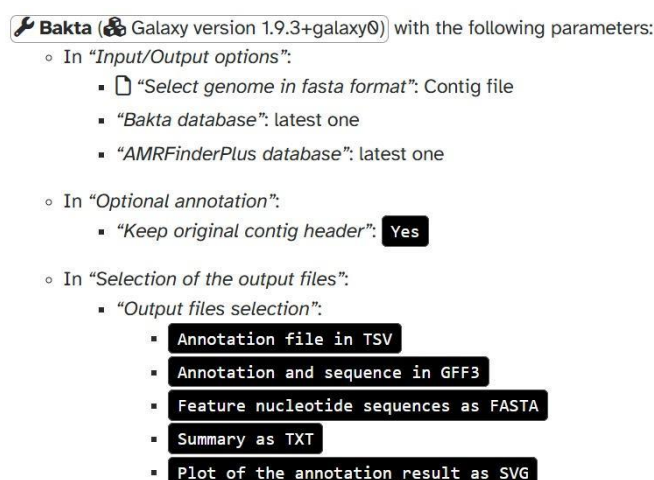 Bakta (Galaxy version 1.9.3+galaxy0) with the following parameters:
In “Input/Output options”:
“Select genome in fasta format”: Contig file
“Bakta database”: latest one
“AMRFinderPlus database”: latest one
In “Optional annotation”:
“Keep original contig header”: Yes
In “Selection of the output files”:
“Output files selection”:
Annotation file in TSV
Annotation and sequence in GFF3
Feature nucleotide sequences as FASTA
Summary as TXT
Plot of the annotation result as SVG